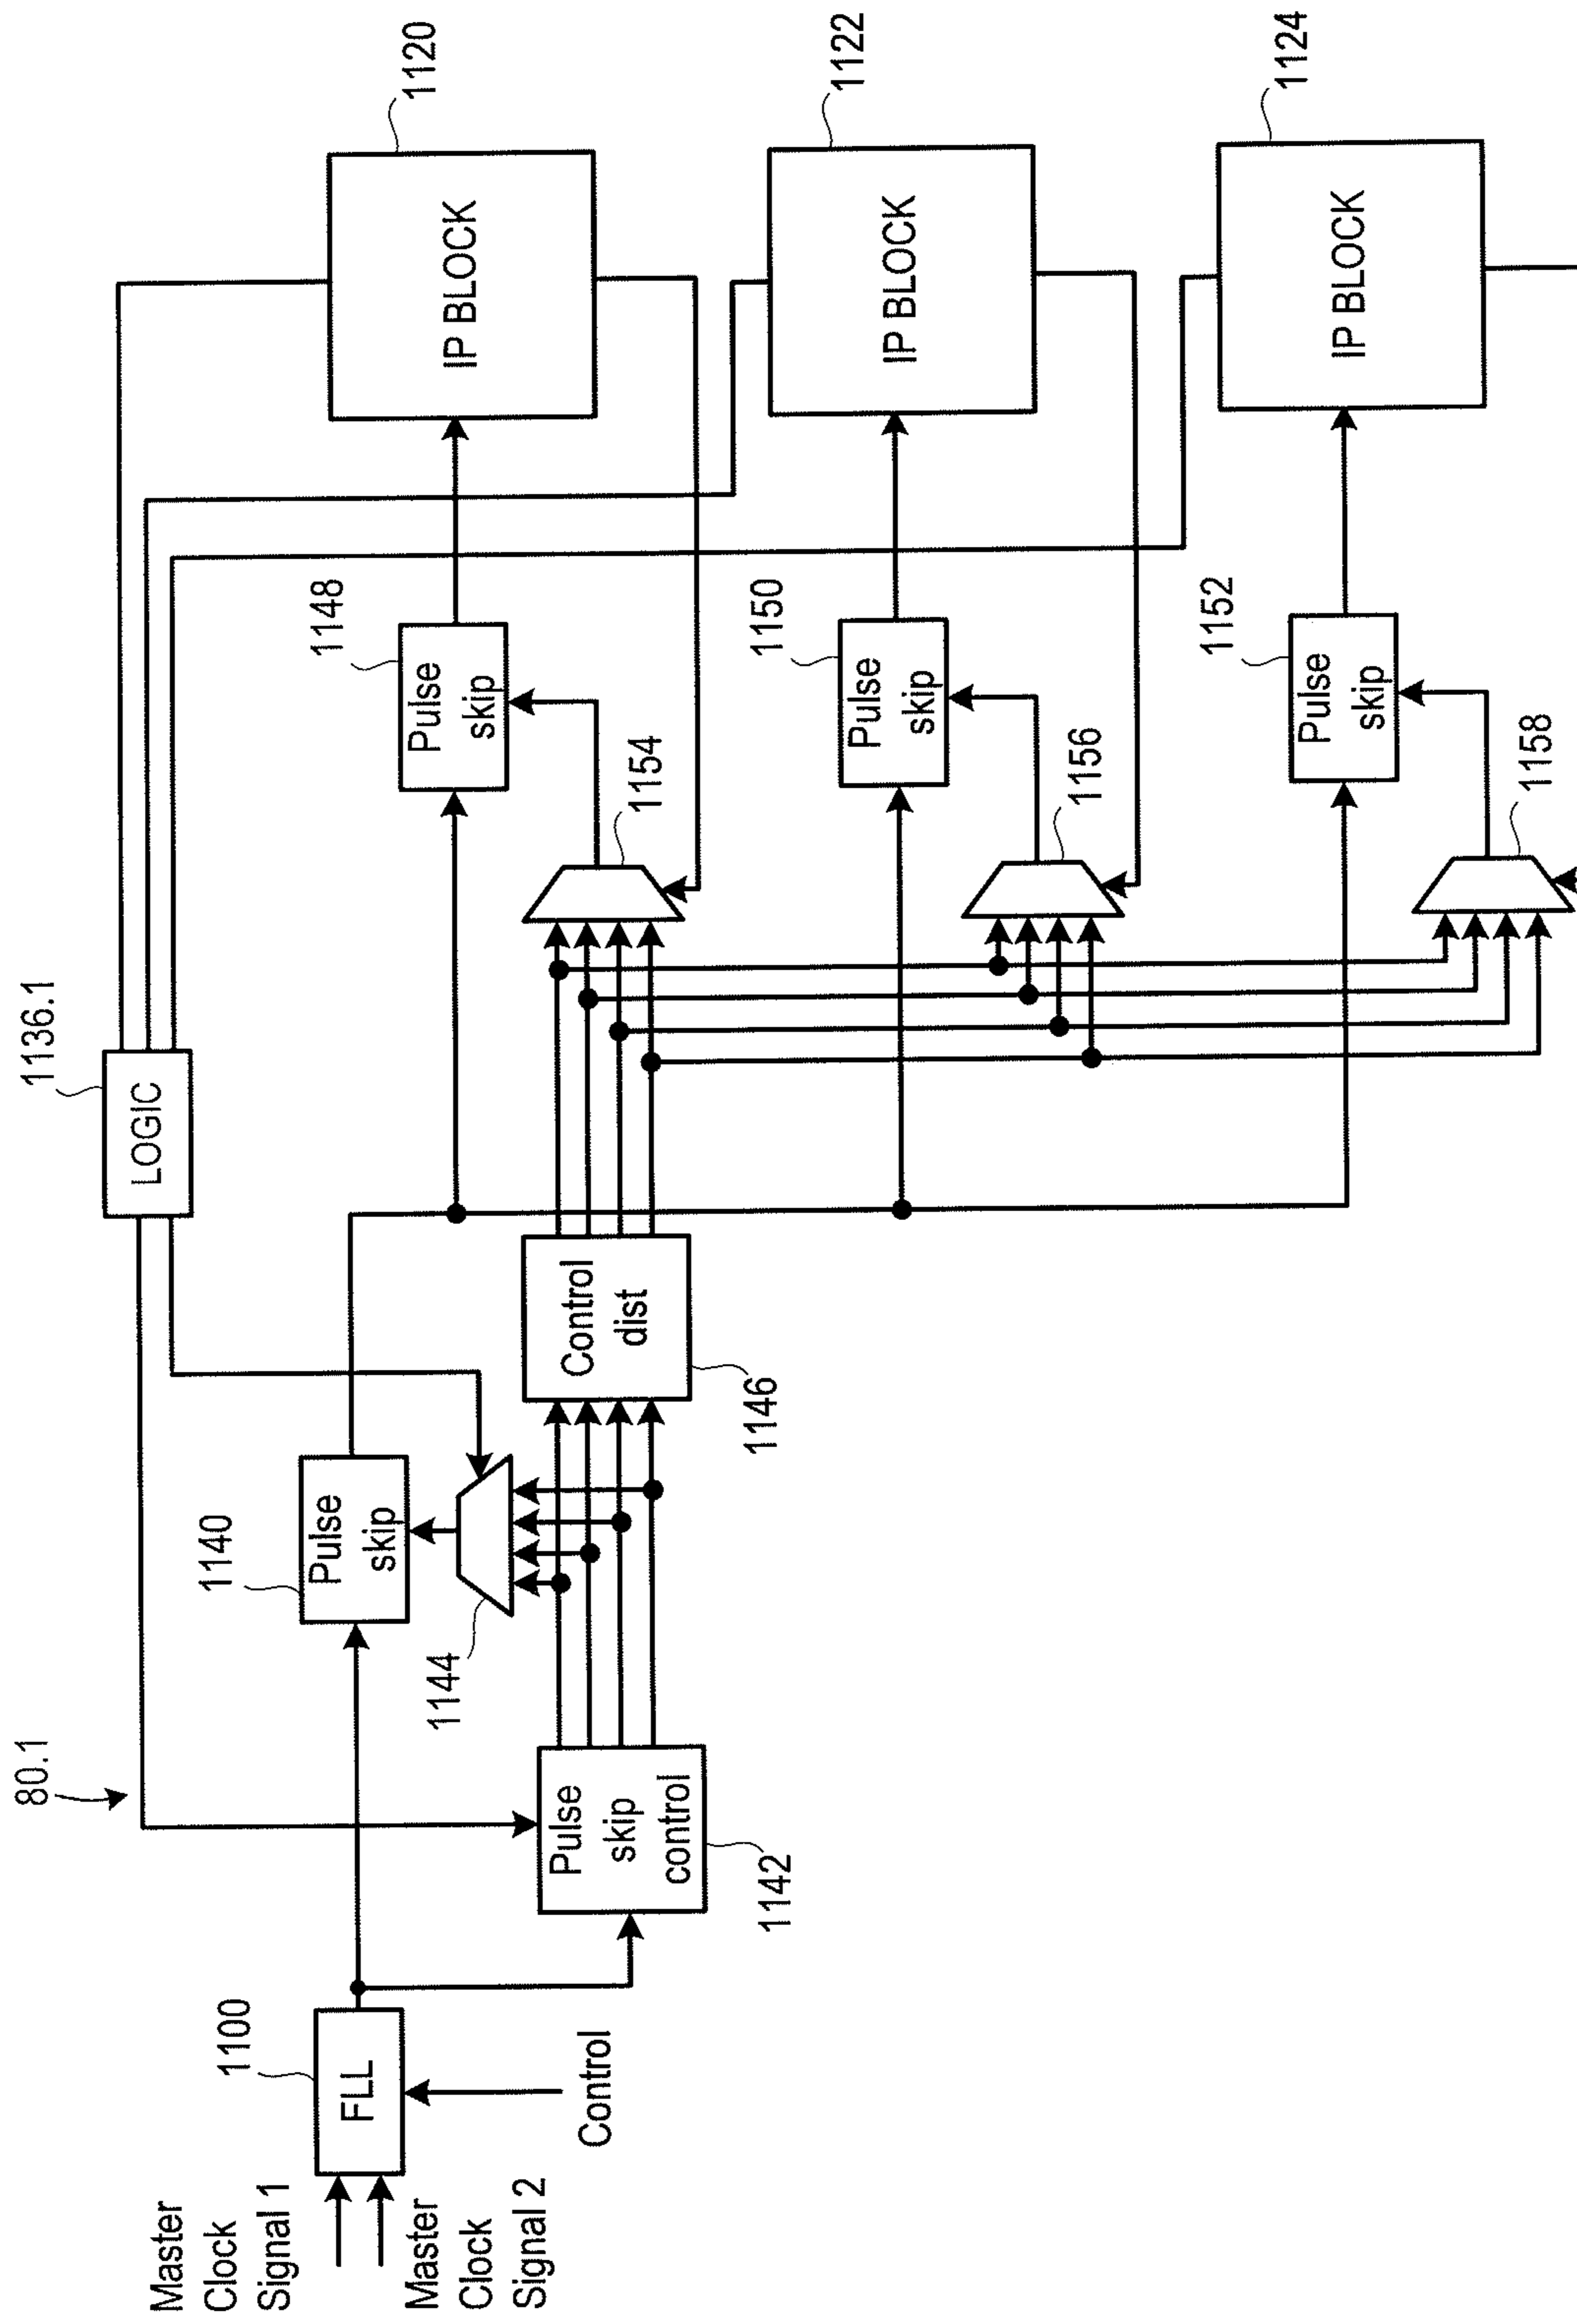 80.1
Master
Clock
Signal 1
Master
Clock
Signal 2
FLL
1100
Control
Pulse
skip
control
1142
1144
Pulse
skip
1140
Control
dist
1146
LOGIC
1136.1
Pulse
skip
1148
1154
IP BLOCK
1120
Pulse
skip
1150
1156
IP BLOCK
1122
Pulse
skip
1152
1158
IP BLOCK
1124